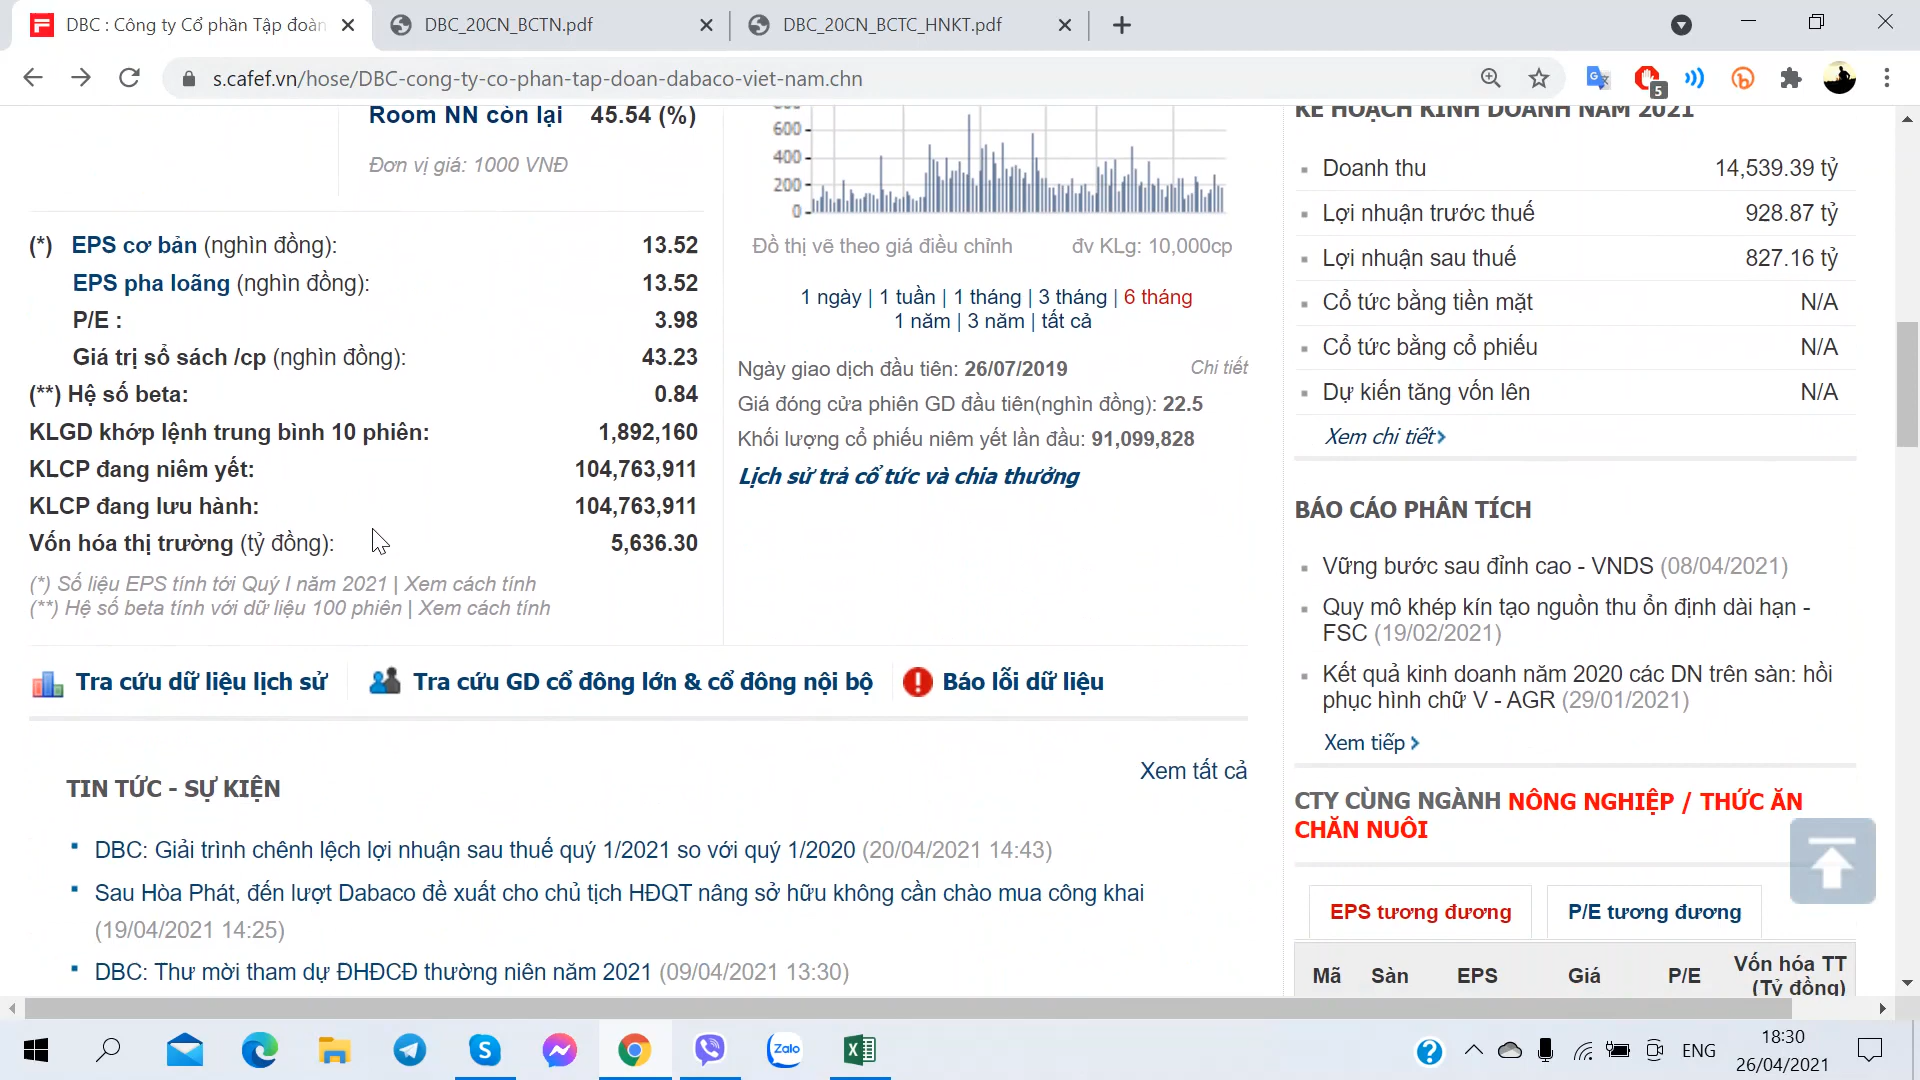 DBC : Công ty Cổ phần Tập đoàn
DBC_20CN_BCTN.pdf
DBC_20CN_BCTC_HNKT.pdf
s.cafef.vn/hose/DBC-cong-ty-co-phan-tap-doan-dabaco-viet-nam.chn
5
Room NN còn lại 45.54 (%)
Đơn vị giá: 1000 VNĐ
(*) EPS cơ bản (nghìn đồng): 13.52
EPS pha loãng (nghìn đồng): 13.52
P/E : 3.98
Giá trị sổ sách /cp (nghìn đồng): 43.23
(**) Hệ số beta: 0.84
KLGD khớp lệnh trung bình 10 phiên: 1,892,160
KLCP đang niêm yết: 104,763,911
KLCP đang lưu hành: 104,763,911
Vốn hóa thị trường (tỷ đồng): 5,636.30
(*) Số liệu EPS tính tới Quý I năm 2021 | Xem cách tính
(**) Hệ số beta tính với dữ liệu 100 phiên | Xem cách tính
600
400
200
0
Đồ thị vẽ theo giá điều chỉnh đv KLg: 10,000cp
1 ngày | 1 tuần | 1 tháng | 3 tháng | 6 tháng
1 năm | 3 năm | tất cả
Ngày giao dịch đầu tiên: 26/07/2019 Chi tiết
Giá đóng cửa phiên GD đầu tiên(nghìn đồng): 22.5
Khối lượng cổ phiếu niêm yết lần đầu: 91,099,828
Lịch sử trả cổ tức và chia thưởng
Tra cứu dữ liệu lịch sử
Tra cứu GD cổ đông lớn & cổ đông nội bộ
Báo lỗi dữ liệu
Xem tất cả
TIN TỨC - SỰ KIỆN
DBC: Giải trình chênh lệch lợi nhuận sau thuế quý 1/2021 so với quý 1/2020 (20/04/2021 14:43)
Sau Hòa Phát, đến lượt Dabaco đề xuất cho chủ tịch HĐQT nâng sở hữu không cần chào mua công khai
(19/04/2021 14:25)
DBC: Thư mời tham dự ĐHĐCĐ thường niên năm 2021 (09/04/2021 13:30)
KẾ HOẠCH KINH DOANH NĂM 2021
Doanh thu 14,539.39 tỷ
Lợi nhuận trước thuế 928.87 tỷ
Lợi nhuận sau thuế 827.16 tỷ
Cổ tức bằng tiền mặt N/A
Cổ tức bằng cổ phiếu N/A
Dự kiến tăng vốn lên N/A
Xem chi tiết
BÁO CÁO PHÂN TÍCH
Vững bước sau đỉnh cao - VNDS (08/04/2021)
Quy mô khép kín tạo nguồn thu ổn định dài hạn -
FSC (19/02/2021)
Kết quả kinh doanh năm 2020 các DN trên sàn: hồi
phục hình chữ V - AGR (29/01/2021)
Xem tiếp
CTY CÙNG NGÀNH NÔNG NGHIỆP / THỨC ĂN
CHĂN NUÔI
EPS tương đương P/E tương đương
Mã Sàn EPS Giá P/E Vốn hóa TT
(Tỷ đồng)
Zalo
ENG
18:30
26/04/2021